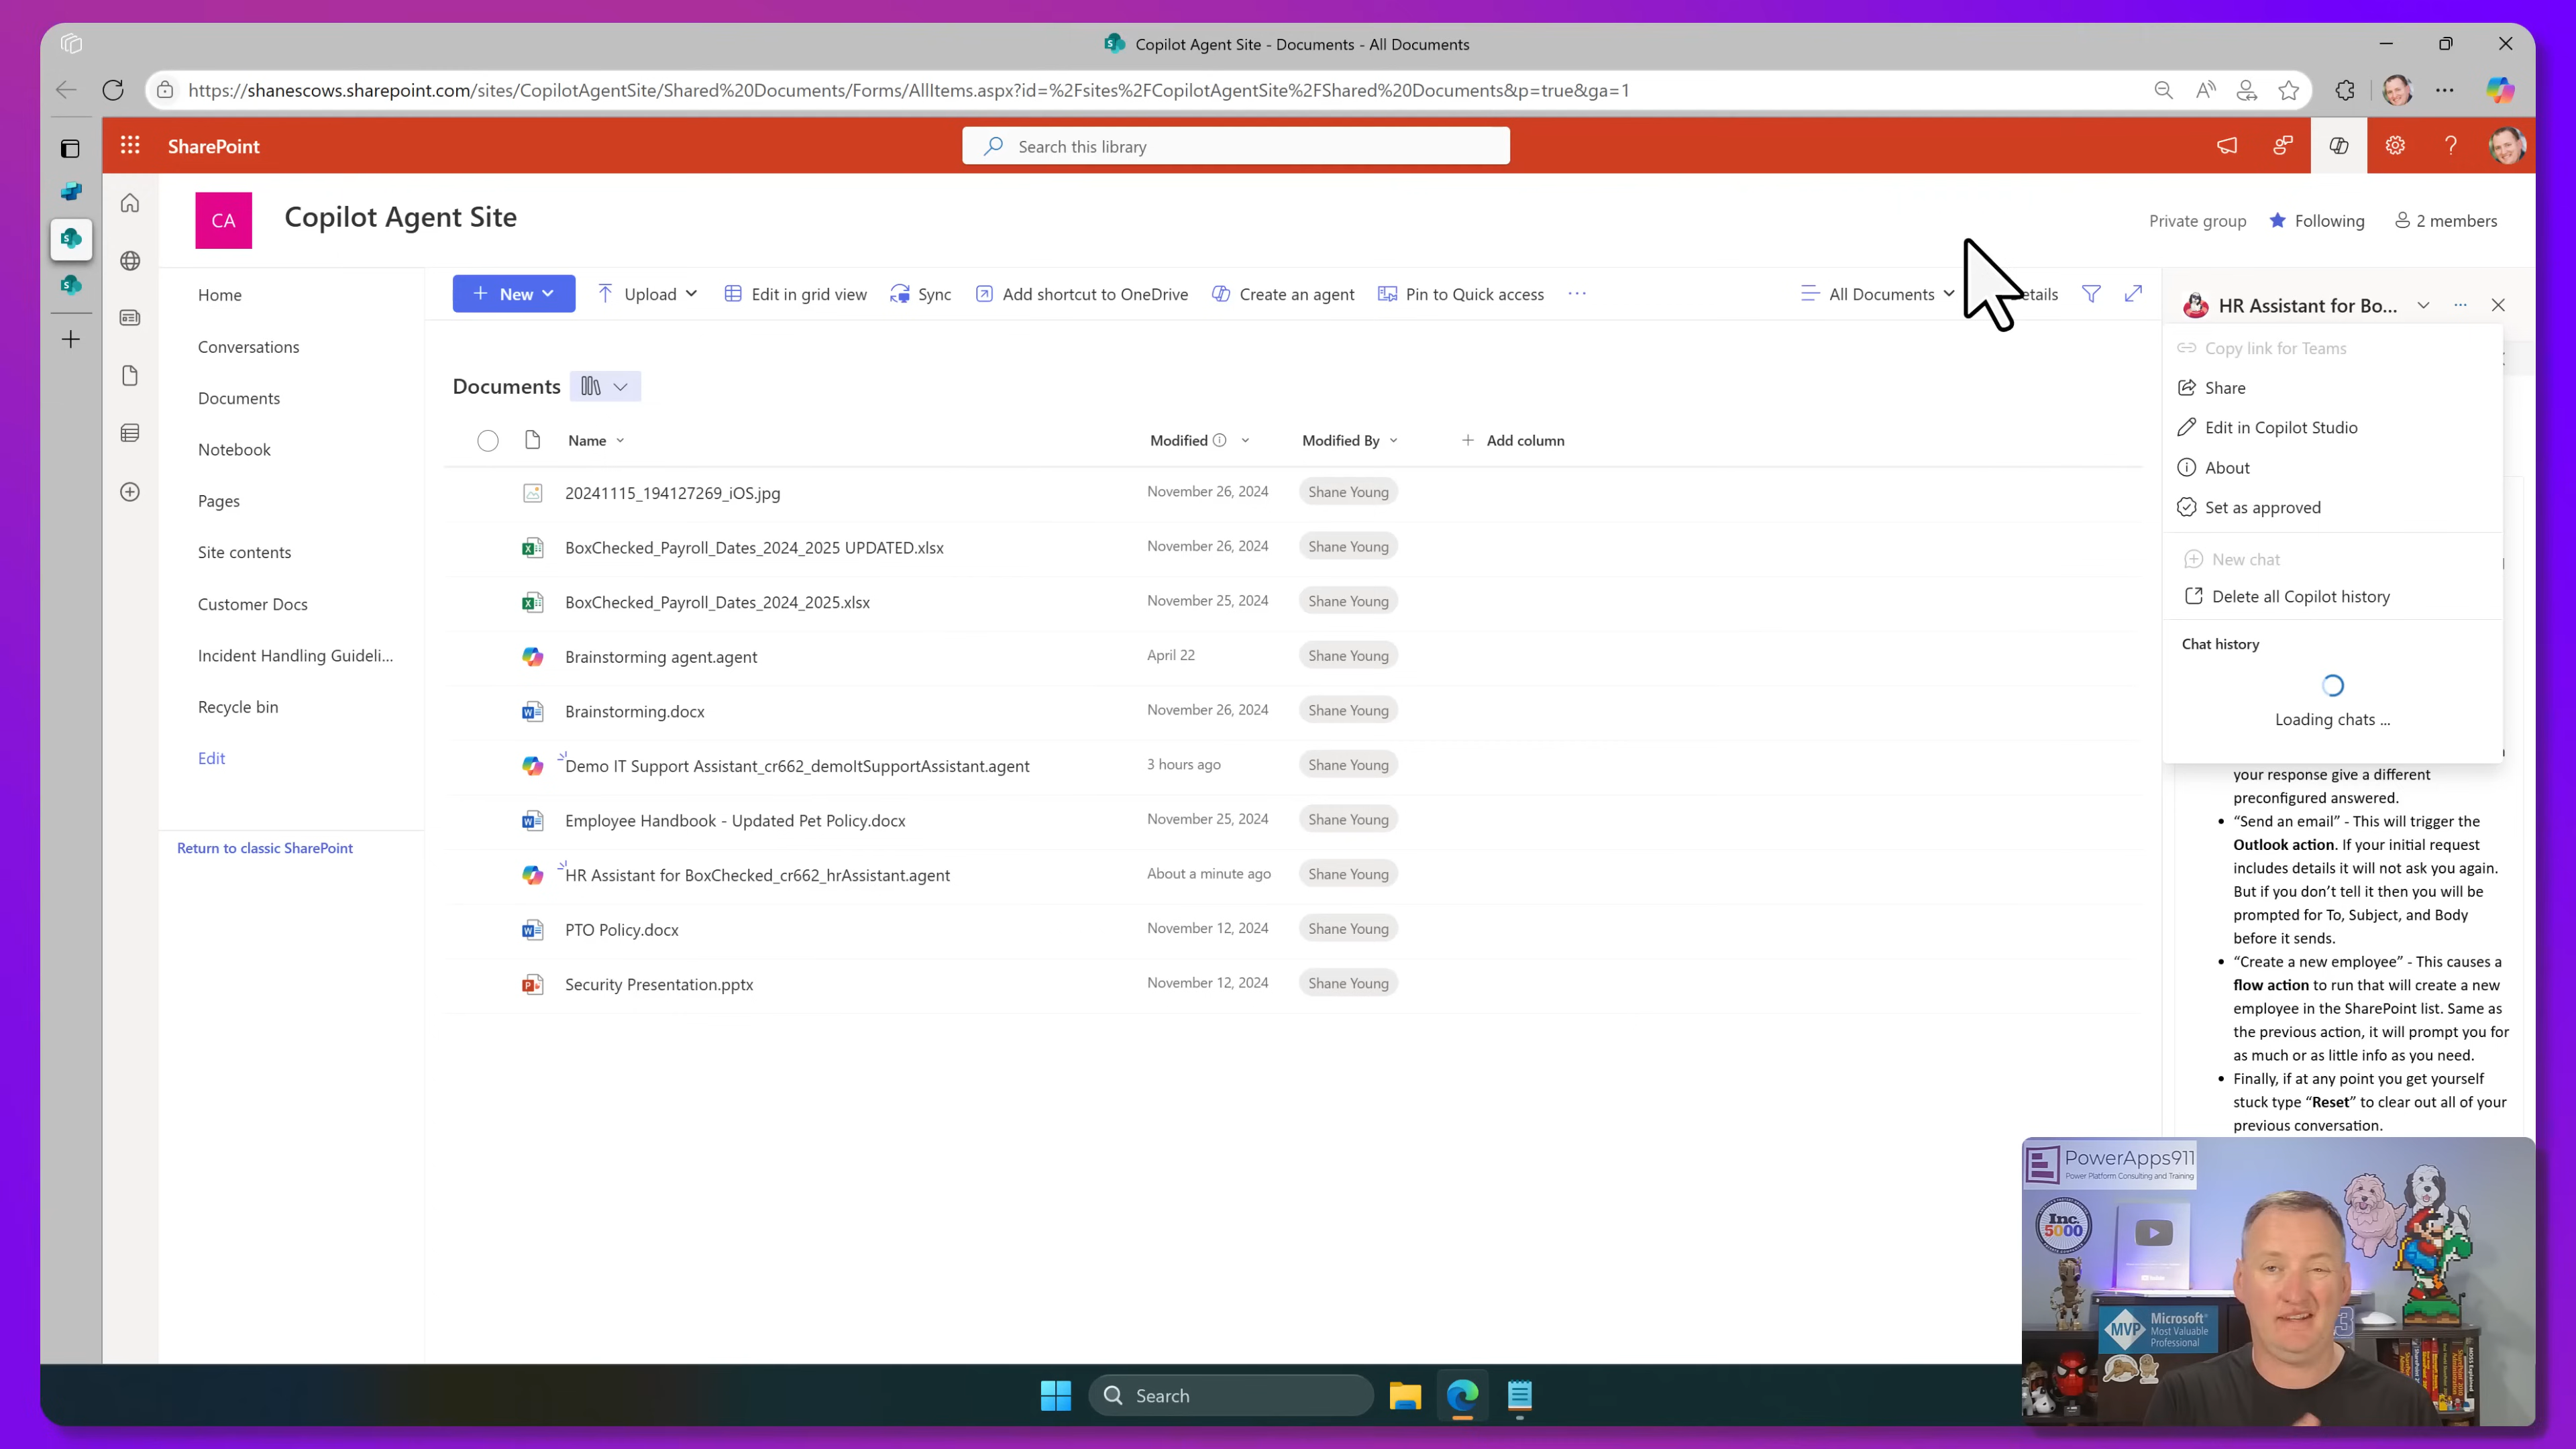 Copilot Agent Site - Documents - All Documents
https://shanescows.sharepoint.com/sites/CopilotAgentSite/Shared%20Documents/Forms/AllItems.aspx?id=%2Fsites%2FCopilotAgentSite%2FShared%20Documents&p=true&ga=1
SharePoint
Search this library
CA
Copilot Agent Site
Private group
Following
2 members
Home
Conversations
Documents
Notebook
Pages
Site contents
Customer Docs
Incident Handling Guideli...
Recycle bin
Edit
Return to classic SharePoint
New
Upload
Edit in grid view
Sync
Add shortcut to OneDrive
Create an agent
Pin to Quick access
All Documents
etails
Documents
Name
Modified
Modified By
Add column
20241115_194127269_iOS.jpg
November 26, 2024
Shane Young
BoxChecked_Payroll_Dates_2024_2025 UPDATED.xlsx
November 26, 2024
Shane Young
BoxChecked_Payroll_Dates_2024_2025.xlsx
November 25, 2024
Shane Young
Brainstorming agent.agent
April 22
Shane Young
Brainstorming.docx
November 26, 2024
Shane Young
Demo IT Support Assistant_cr662_demoItSupportAssistant.agent
3 hours ago
Shane Young
Employee Handbook - Updated Pet Policy.docx
November 25, 2024
Shane Young
HR Assistant for BoxChecked_cr662_hrAssistant.agent
About a minute ago
Shane Young
PTO Policy.docx
November 12, 2024
Shane Young
Security Presentation.pptx
November 12, 2024
Shane Young
HR Assistant for Bo...
Copy link for Teams
Share
Edit in Copilot Studio
About
Set as approved
New chat
Delete all Copilot history
Chat history
Loading chats ...
your response give a different
preconfigured answered.
• “Send an email” - This will trigger the
Outlook action. If your initial request
includes details it will not ask you again.
But if you don’t tell it then you will be
prompted for To, Subject, and Body
before it sends.
• “Create a new employee” - This causes a
flow action to run that will create a new
employee in the SharePoint list. Same as
the previous action, it will prompt you for
as much or as little info as you need.
• Finally, if at any point you get yourself
stuck type “Reset” to clear out all of your
previous conversation.
PowerApps911
Power Platform Consulting and Training
Inc.
5000
MVP
Microsoft
Most Valuable
Professional
Search